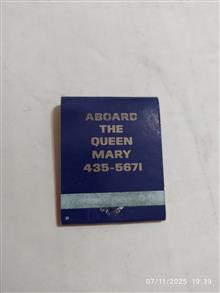 ABOARD
THE
QUEEN
MARY
435-5671
07/11/2025 19:39